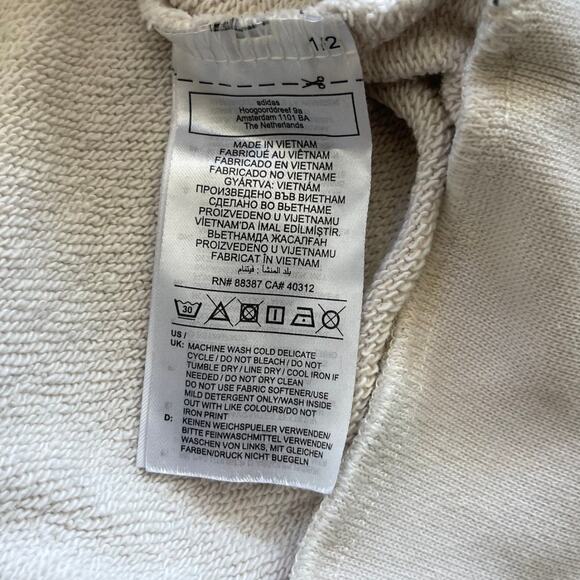 1/2
adidas
Hoogoorddreef 9a
Amsterdam 1101 BA
The Netherlands
MADE IN VIETNAM
FABRIQUÉ AU VIÊTNAM
FABRICADO EN VIETNAM
FABRICADO NO VIETNAME
GYÁRTVA: VIETNÁM
ПРОИЗВЕДЕНО ВЪВ ВИЕТНАМ
СДЕЛАНО ВО ВЬЕТНАМЕ
PROIZVEDENO U VIJETNAMU
VİETNAM'DA İMAL EDİLMİŞTİR.
ВЬЕТНАМДА ЖАСАЛҒАН
PROIZVEDENO U VIJETNAMU
FABRICAT ÎN VIETNAM
بلد المنشأ : فيتنام
RN# 88387 CA# 40312
30
US /
UK: MACHINE WASH COLD DELICATE
CYCLE / DO NOT BLEACH / DO NOT
TUMBLE DRY / LINE DRY / COOL IRON IF
NEEDED / DO NOT DRY CLEAN
DO NOT USE FABRIC SOFTENER/USE
MILD DETERGENT ONLY/WASH INSIDE
OUT WITH LIKE COLOURS/DO NOT
IRON PRINT
D: KEINEN WEICHSPUELER VERWENDEN/
BITTE FEINWASCHMITTEL VERWENDEN/
WASCHEN VON LINKS, MIT GLEICHEN
FARBEN/DRUCK NICHT BUEGELN